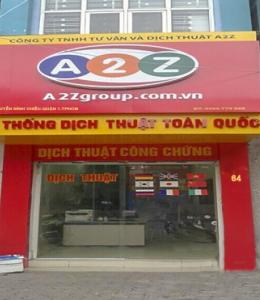 CÔNG TY TNHH TƯ VẤN VÀ DỊCH THUẬT A2Z
A2Z
A2Zgroup.com.vn
THỐNG DỊCH THUẬT TOÀN QUỐC
DỊCH THUẬT CÔNG CHỨNG
DỊCH THUẬT
64